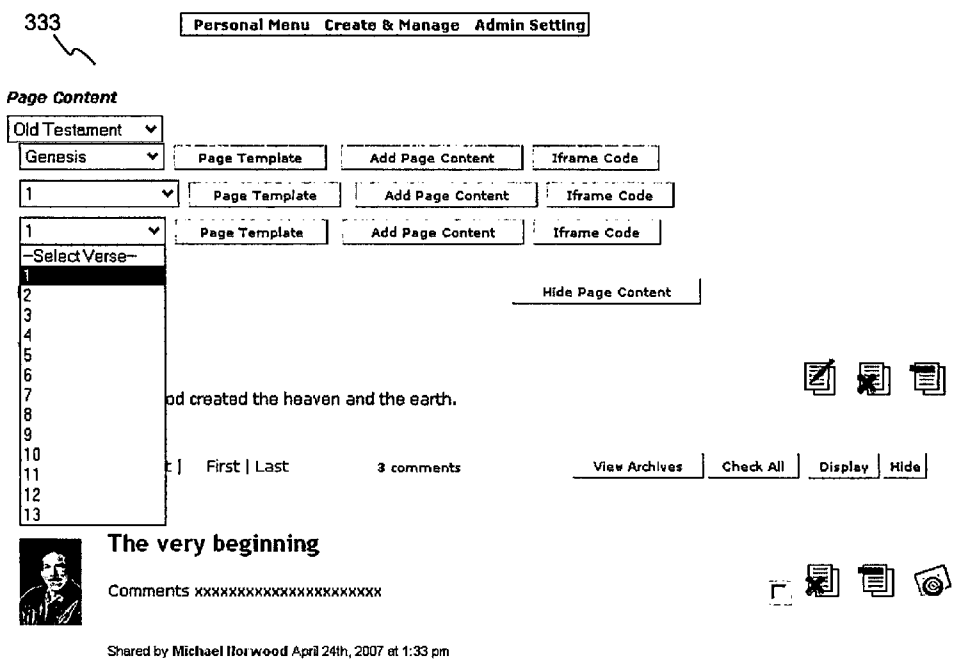 333
Personal Menu Create & Manage Admin Setting
Page Content
Old Testament
Genesis Page Template Add Page Content Iframe Code
1 Page Template Add Page Content Iframe Code
1 Page Template Add Page Content Iframe Code
--Select Verse--
1
2
Hide Page Content
3
4
5
6
7
od created the heaven and the earth.
8
9
10
t | First | Last 3 comments View Archives Check All Display Hide
11
12
13
The very beginning
Comments xxxxxxxxxxxxxxxxxxxxxx
Shared by Michael Norwood April 24th, 2007 at 1:33 pm